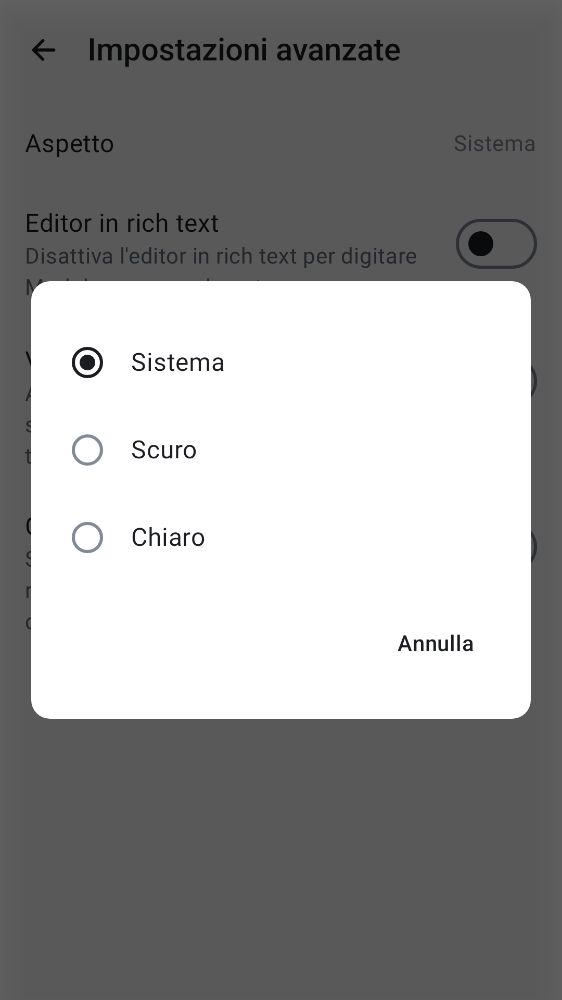 Impostazioni avanzate
Aspetto
Sistema
Editor in rich text
Disattiva l'editor in rich text per digitare
Sistema
Scuro
Chiaro
Annulla